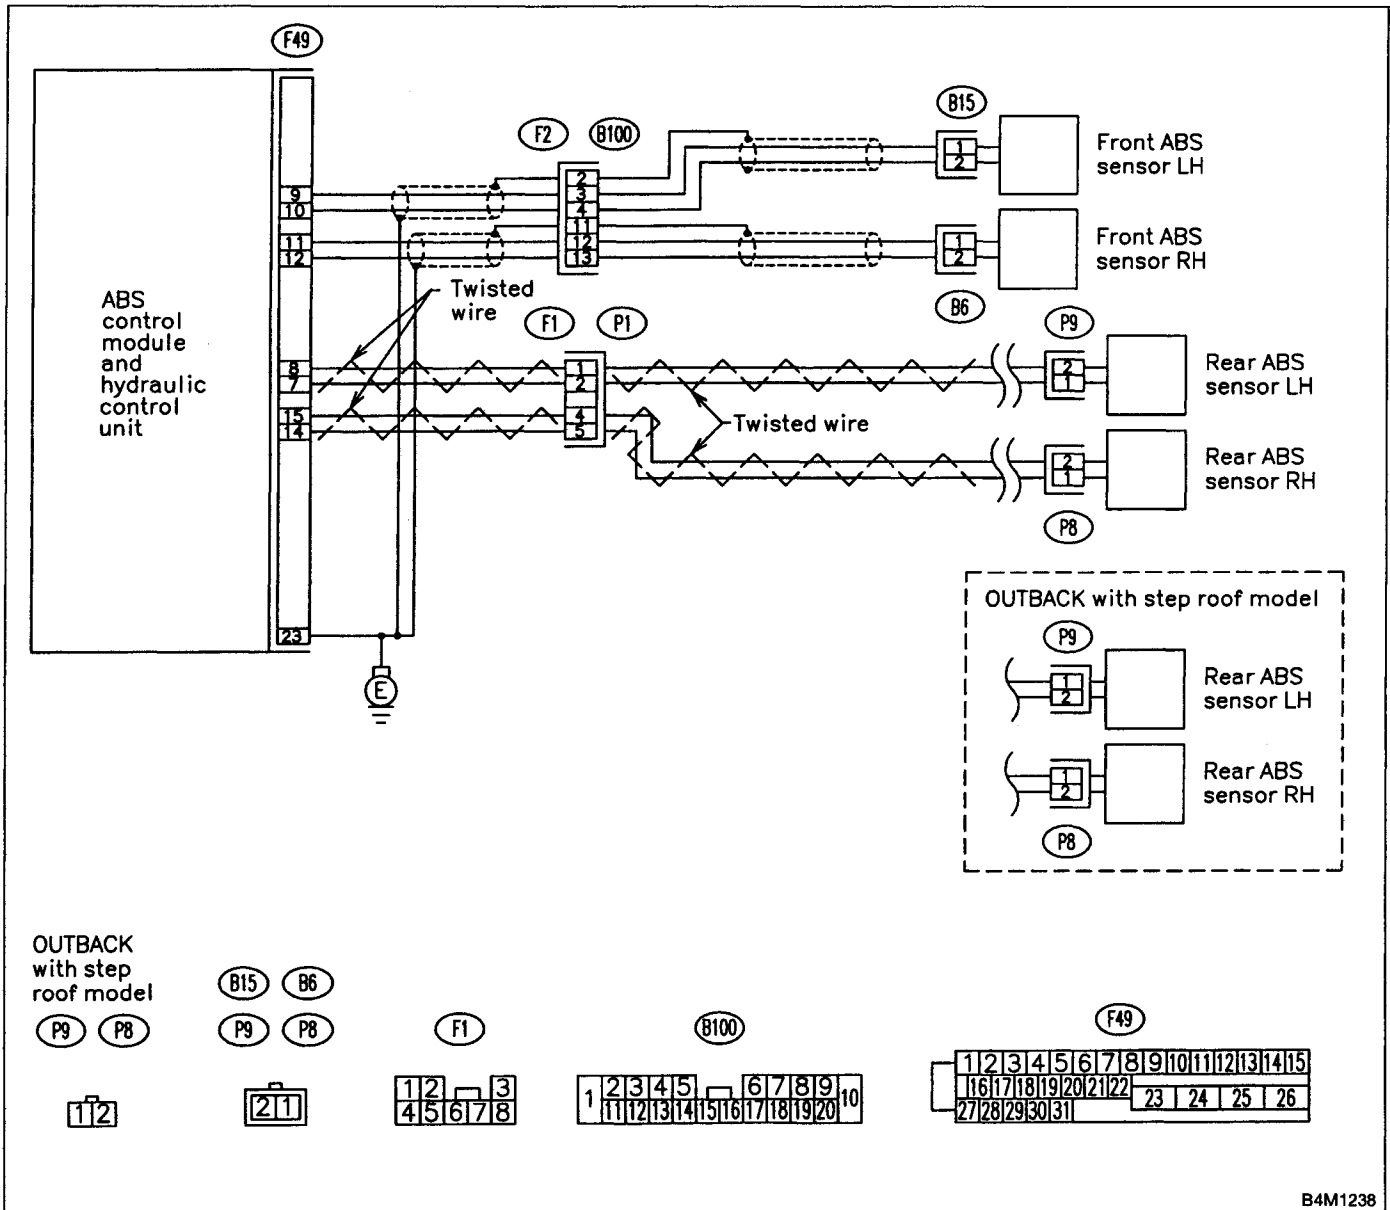 F49
B15
F2 B100
1
2
Front ABS
sensor LH
9
10
11
12
2
3
4
11
12
13
1
2
Front ABS
sensor RH
B6
ABS
control
module
and
hydraulic
control
unit
Twisted
wire
F1 P1
P9
8
7
15
14
1
2
4
5
2
1
Rear ABS
sensor LH
Twisted wire
2
1
Rear ABS
sensor RH
P8
23
E
OUTBACK with step roof model
P9
1
2
Rear ABS
sensor LH
1
2
Rear ABS
sensor RH
P8
OUTBACK
with step
roof model
P9 P8
1 2
B15 B6
P9 P8
2 1
F1
1 2 3
4 5 6 7 8
B100
1 2 3 4 5 6 7 8 9 10
11 12 13 14 15 16 17 18 19 20
F49
1 2 3 4 5 6 7 8 9 10 11 12 13 14 15
16 17 18 19 20 21 22 23 24 25 26
27 28 29 30 31
B4M1238